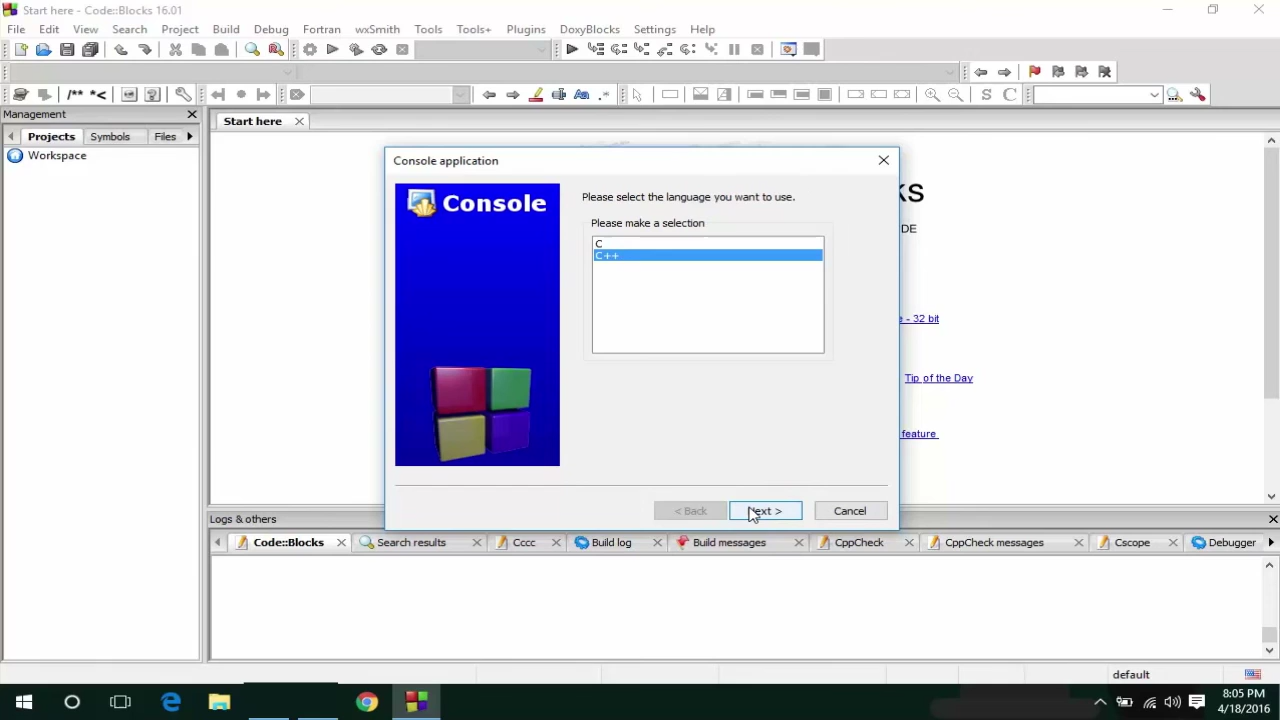 Start here - Code::Blocks 16.01
File Edit View Search Project Build Debug Fortran wxSmith Tools Tools+ Plugins DoxyBlocks Settings Help
/** *<
S C
Management
Start here
Projects Symbols Files
Workspace
Console application
Console
Please select the language you want to use.
Please make a selection
C
C++
DE
- 32 bit
Tip of the Day
feature
< Back Next > Cancel
Logs & others
Code::Blocks Search results Cccc Build log Build messages CppCheck CppCheck messages Cscope Debugger
default
8:05 PM
4/18/2016